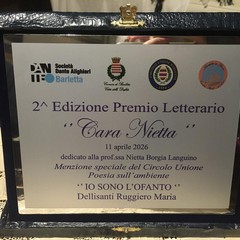 DANTE
Società
Dante Alighieri
Barletta
2^ Edizione Premio Letterario
‘’ Cara Nietta ‘’
11 aprile 2026
dedicato alla prof.ssa Nietta Borgia Languino
Menzione speciale del Circolo Unione
Poesia sull'ambiente
‘’ IO SONO L'OFANTO’’
Dellisanti Ruggiero Maria